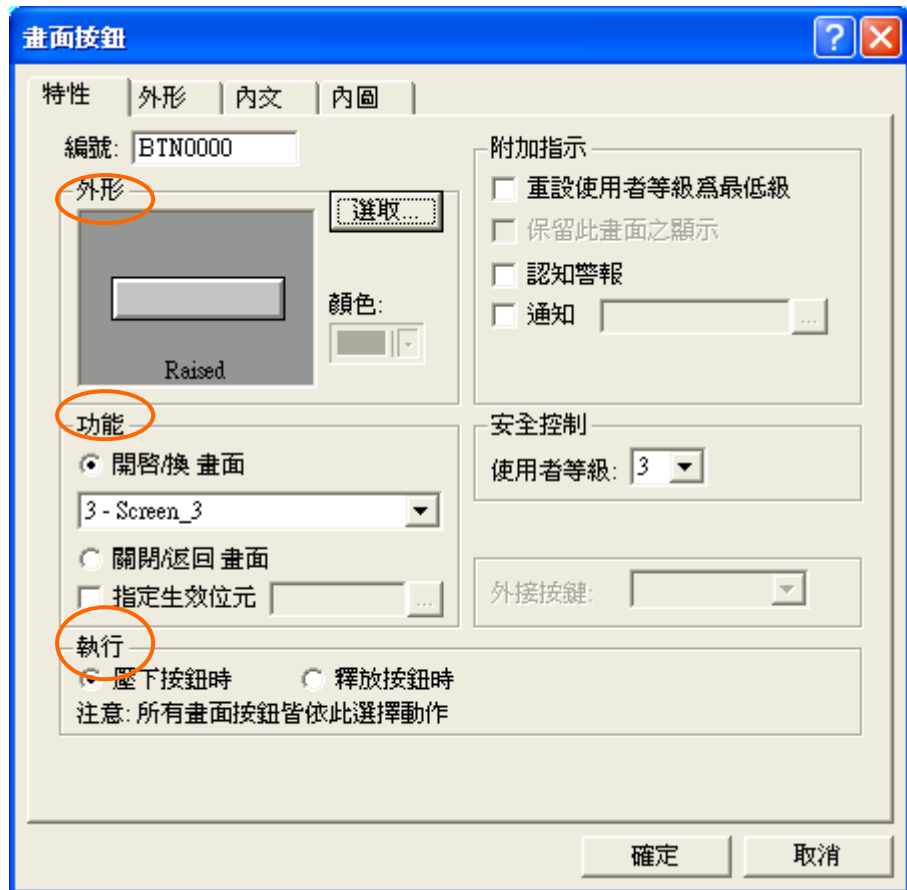 畫面按鈕
特性 外形 內文 內圖
編號: BTN0000
外形
選取...
顏色:
Raised
附加指示
重設使用者等級爲最低級
保留此畫面之顯示
認知警報
通知 ...
功能
開啓/換 畫面
3 - Screen_3
關閉/返回 畫面
指定生效位元 ...
安全控制
使用者等級: 3
外接按鍵:
執行
壓下按鈕時 釋放按鈕時
注意: 所有畫面按鈕皆依此選擇動作
確定 取消